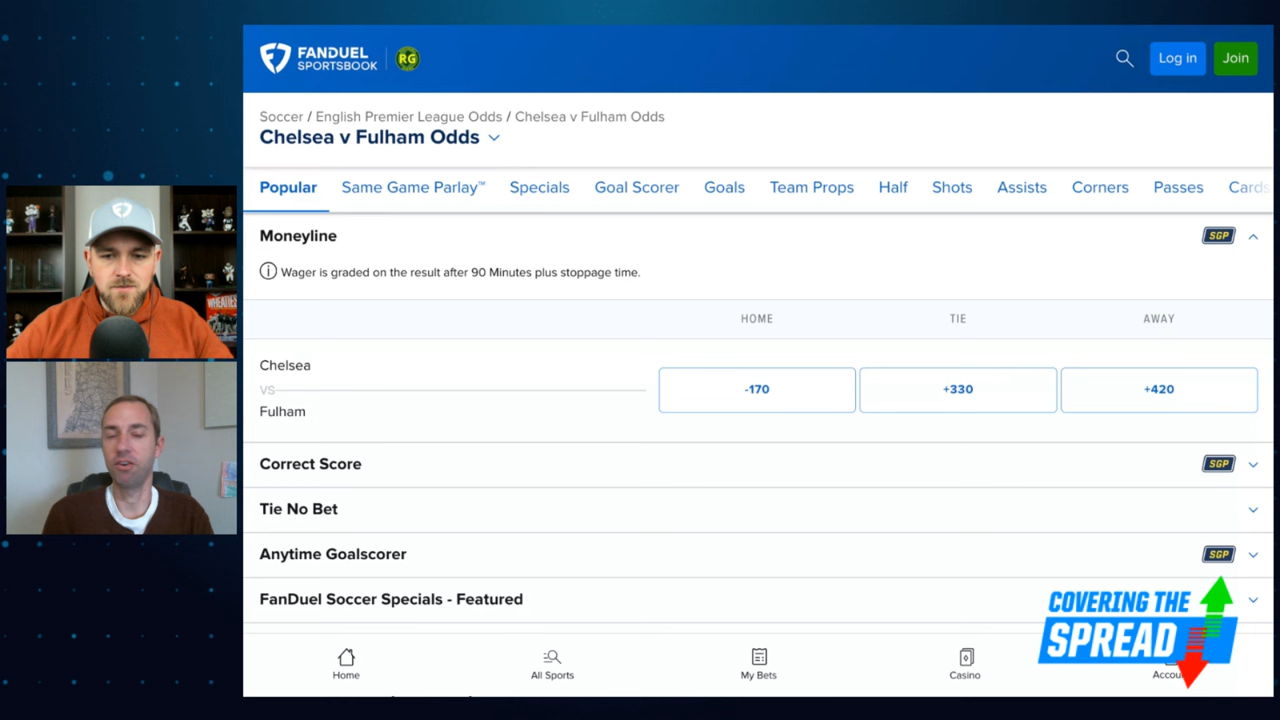 FANDUEL
SPORTSBOOK
RG
Log in
Join
Soccer / English Premier League Odds / Chelsea v Fulham Odds
Chelsea v Fulham Odds
Popular Same Game Parlay™ Specials Goal Scorer Goals Team Props Half Shots Assists Corners Passes Cards
Moneyline
SGP
Wager is graded on the result after 90 Minutes plus stoppage time.
HOME TIE AWAY
Chelsea
VS
Fulham
-170 +330 +420
Correct Score
SGP
Tie No Bet
Anytime Goalscorer
SGP
FanDuel Soccer Specials - Featured
COVERING THE
SPREAD
Home All Sports My Bets Casino Accou
WHEATIES